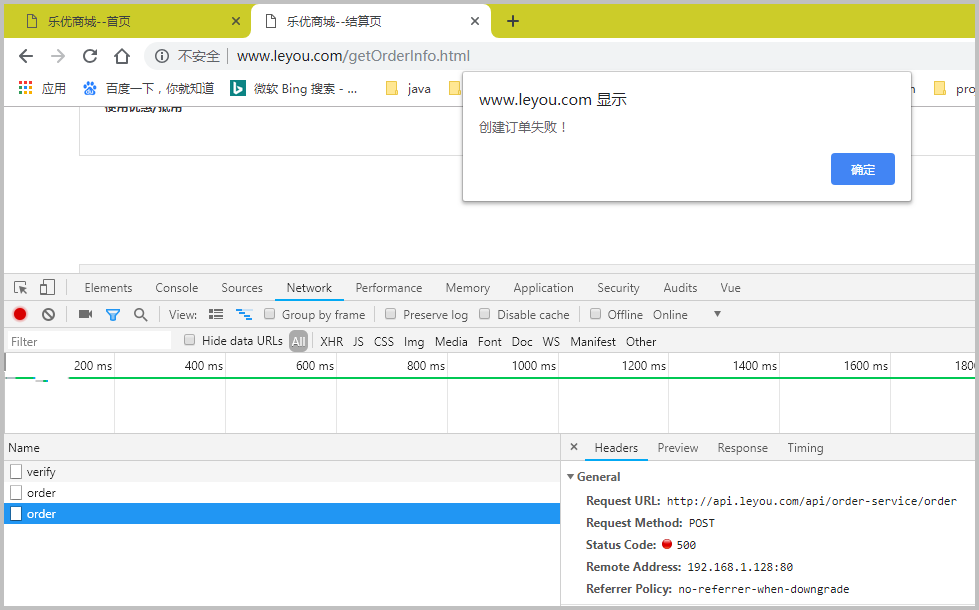 乐优商城--首页
乐优商城--结算页
不安全 www.leyou.com/getOrderInfo.html
应用 百度一下，你就知道 微软 Bing 搜索 - ... java pro
使用优惠/抵用
www.leyou.com 显示
创建订单失败！
确定
Elements Console Sources Network Performance Memory Application Security Audits Vue
View: Group by frame Preserve log Disable cache Offline Online
Filter Hide data URLs All XHR JS CSS Img Media Font Doc WS Manifest Other
200 ms 400 ms 600 ms 800 ms 1000 ms 1200 ms 1400 ms 1600 ms 1800
Name
verify
order
order
Headers Preview Response Timing
General
Request URL: http://api.leyou.com/api/order-service/order
Request Method: POST
Status Code: 500
Remote Address: 192.168.1.128:80
Referrer Policy: no-referrer-when-downgrade